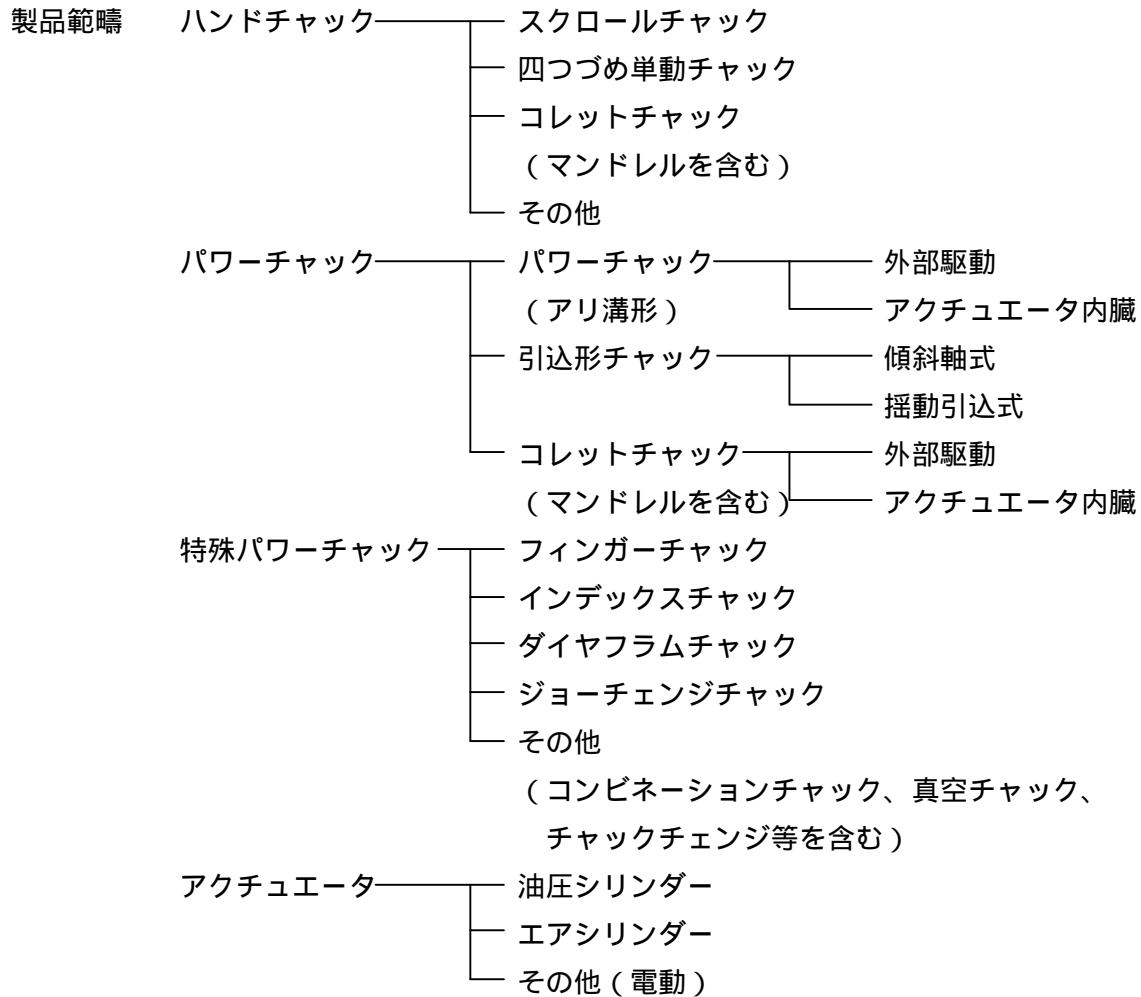 製品範疇 ハンドチャック スクロールチャック
四つづめ単動チャック
コレットチャック
（マンドレルを含む）
その他
パワーチャック パワーチャック 外部駆動
（アリ溝形） アクチュエータ内臓
引込形チャック 傾斜軸式
揺動引込式
コレットチャック 外部駆動
（マンドレルを含む） アクチュエータ内臓
特殊パワーチャック フィンガーチャック
インデックスチャック
ダイヤフラムチャック
ジョーチェンジチャック
その他
（コンビネーションチャック、真空チャック、
チャックチェンジ等を含む）
アクチュエータ 油圧シリンダー
エアシリンダー
その他（電動）